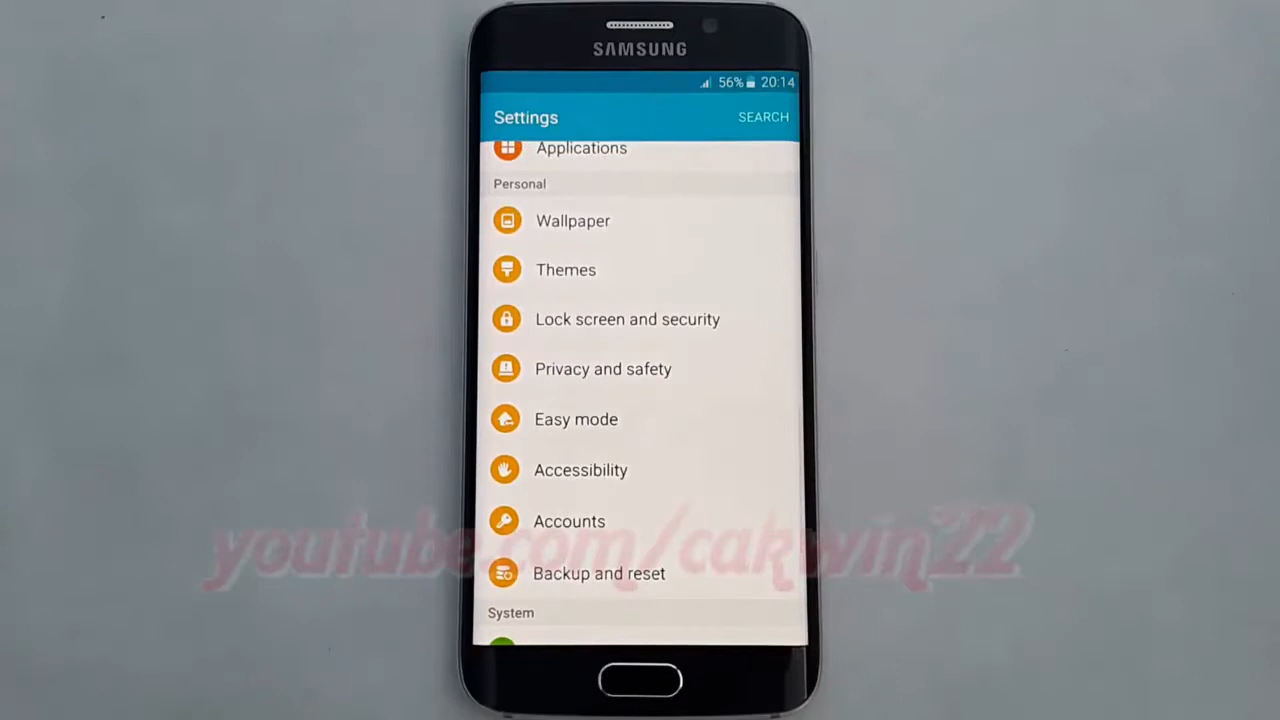 SAMSUNG
56% 20:14
Settings SEARCH
Applications
Personal
Wallpaper
Themes
Lock screen and security
Privacy and safety
Easy mode
Accessibility
Accounts
youtube.com/cakwin22
Backup and reset
System